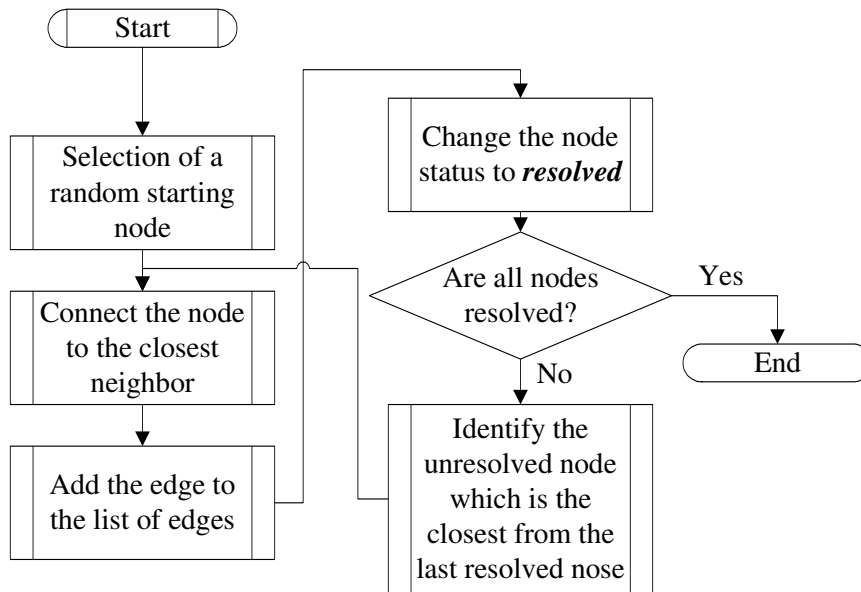 Start
Selection of a
random starting
node
Connect the node
to the closest
neighbor
Add the edge to
the list of edges
Change the node
status to resolved
Are all nodes
resolved?
Yes
End
No
Identify the
unresolved node
which is the
closest from the
last resolved nose